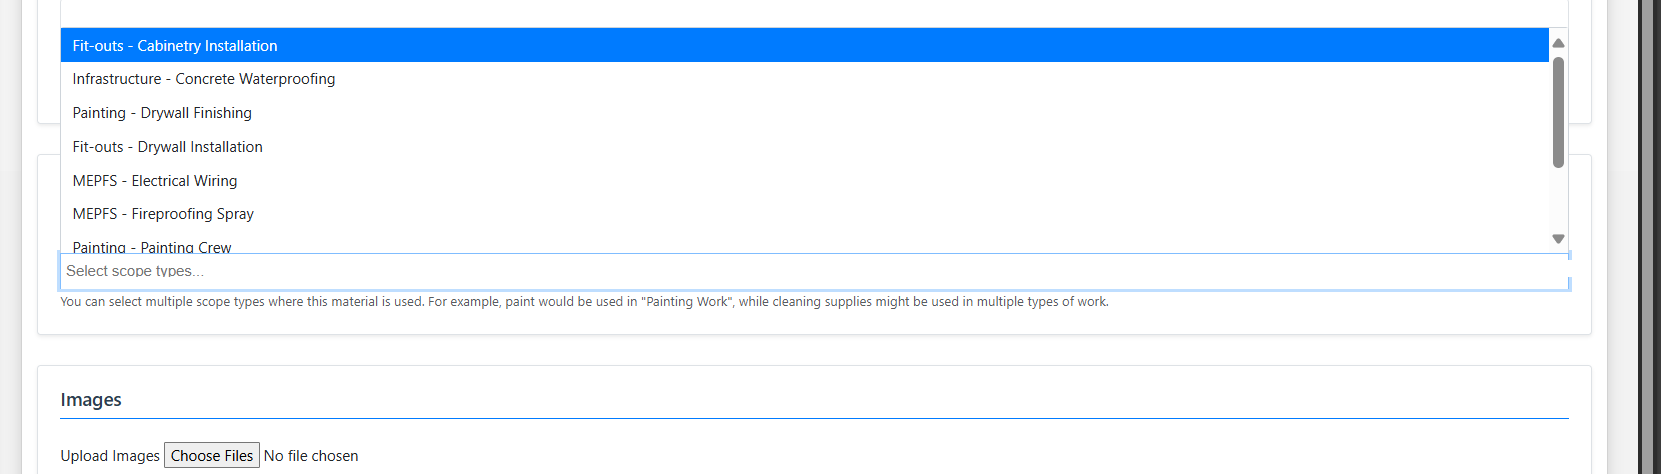 Fit-outs - Cabinetry Installation
Infrastructure - Concrete Waterproofing
Painting - Drywall Finishing
Fit-outs - Drywall Installation
MEPFS - Electrical Wiring
MEPFS - Fireproofing Spray
Painting - Painting Crew
Select scope types...
You can select multiple scope types where this material is used. For example, paint would be used in "Painting Work", while cleaning supplies might be used in multiple types of work.
Images
Upload Images Choose Files No file chosen